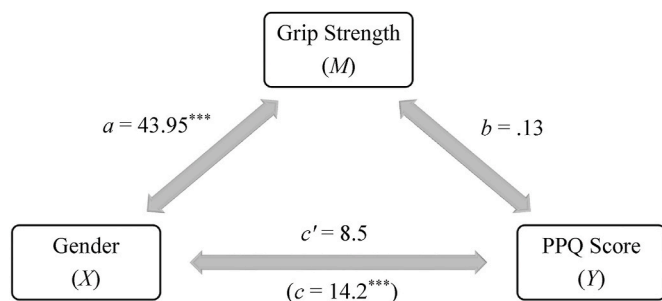 Grip Strength
(M)
a = 43.95***
b = .13
Gender
(X)
c′ = 8.5
(c = 14.2***)
PPQ Score
(Y)